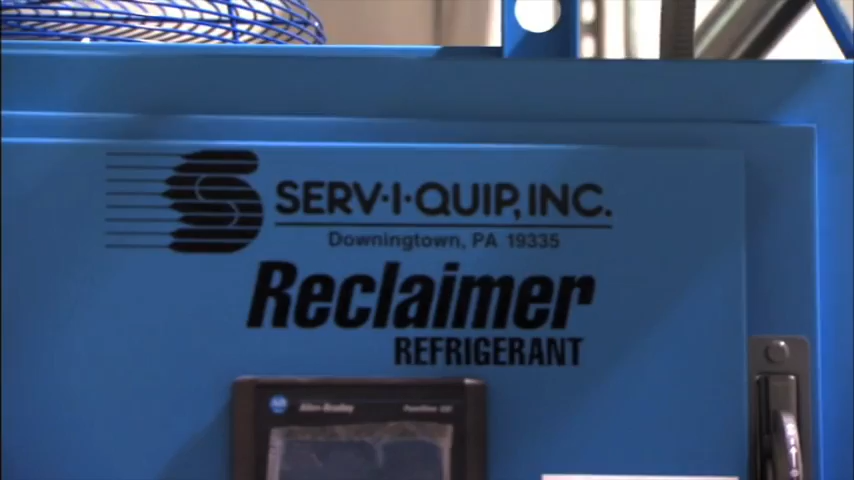 SERV·I·QUIP, INC.
Downingtown, PA 19335
Reclaimer
REFRIGERANT
Allen-Bradley